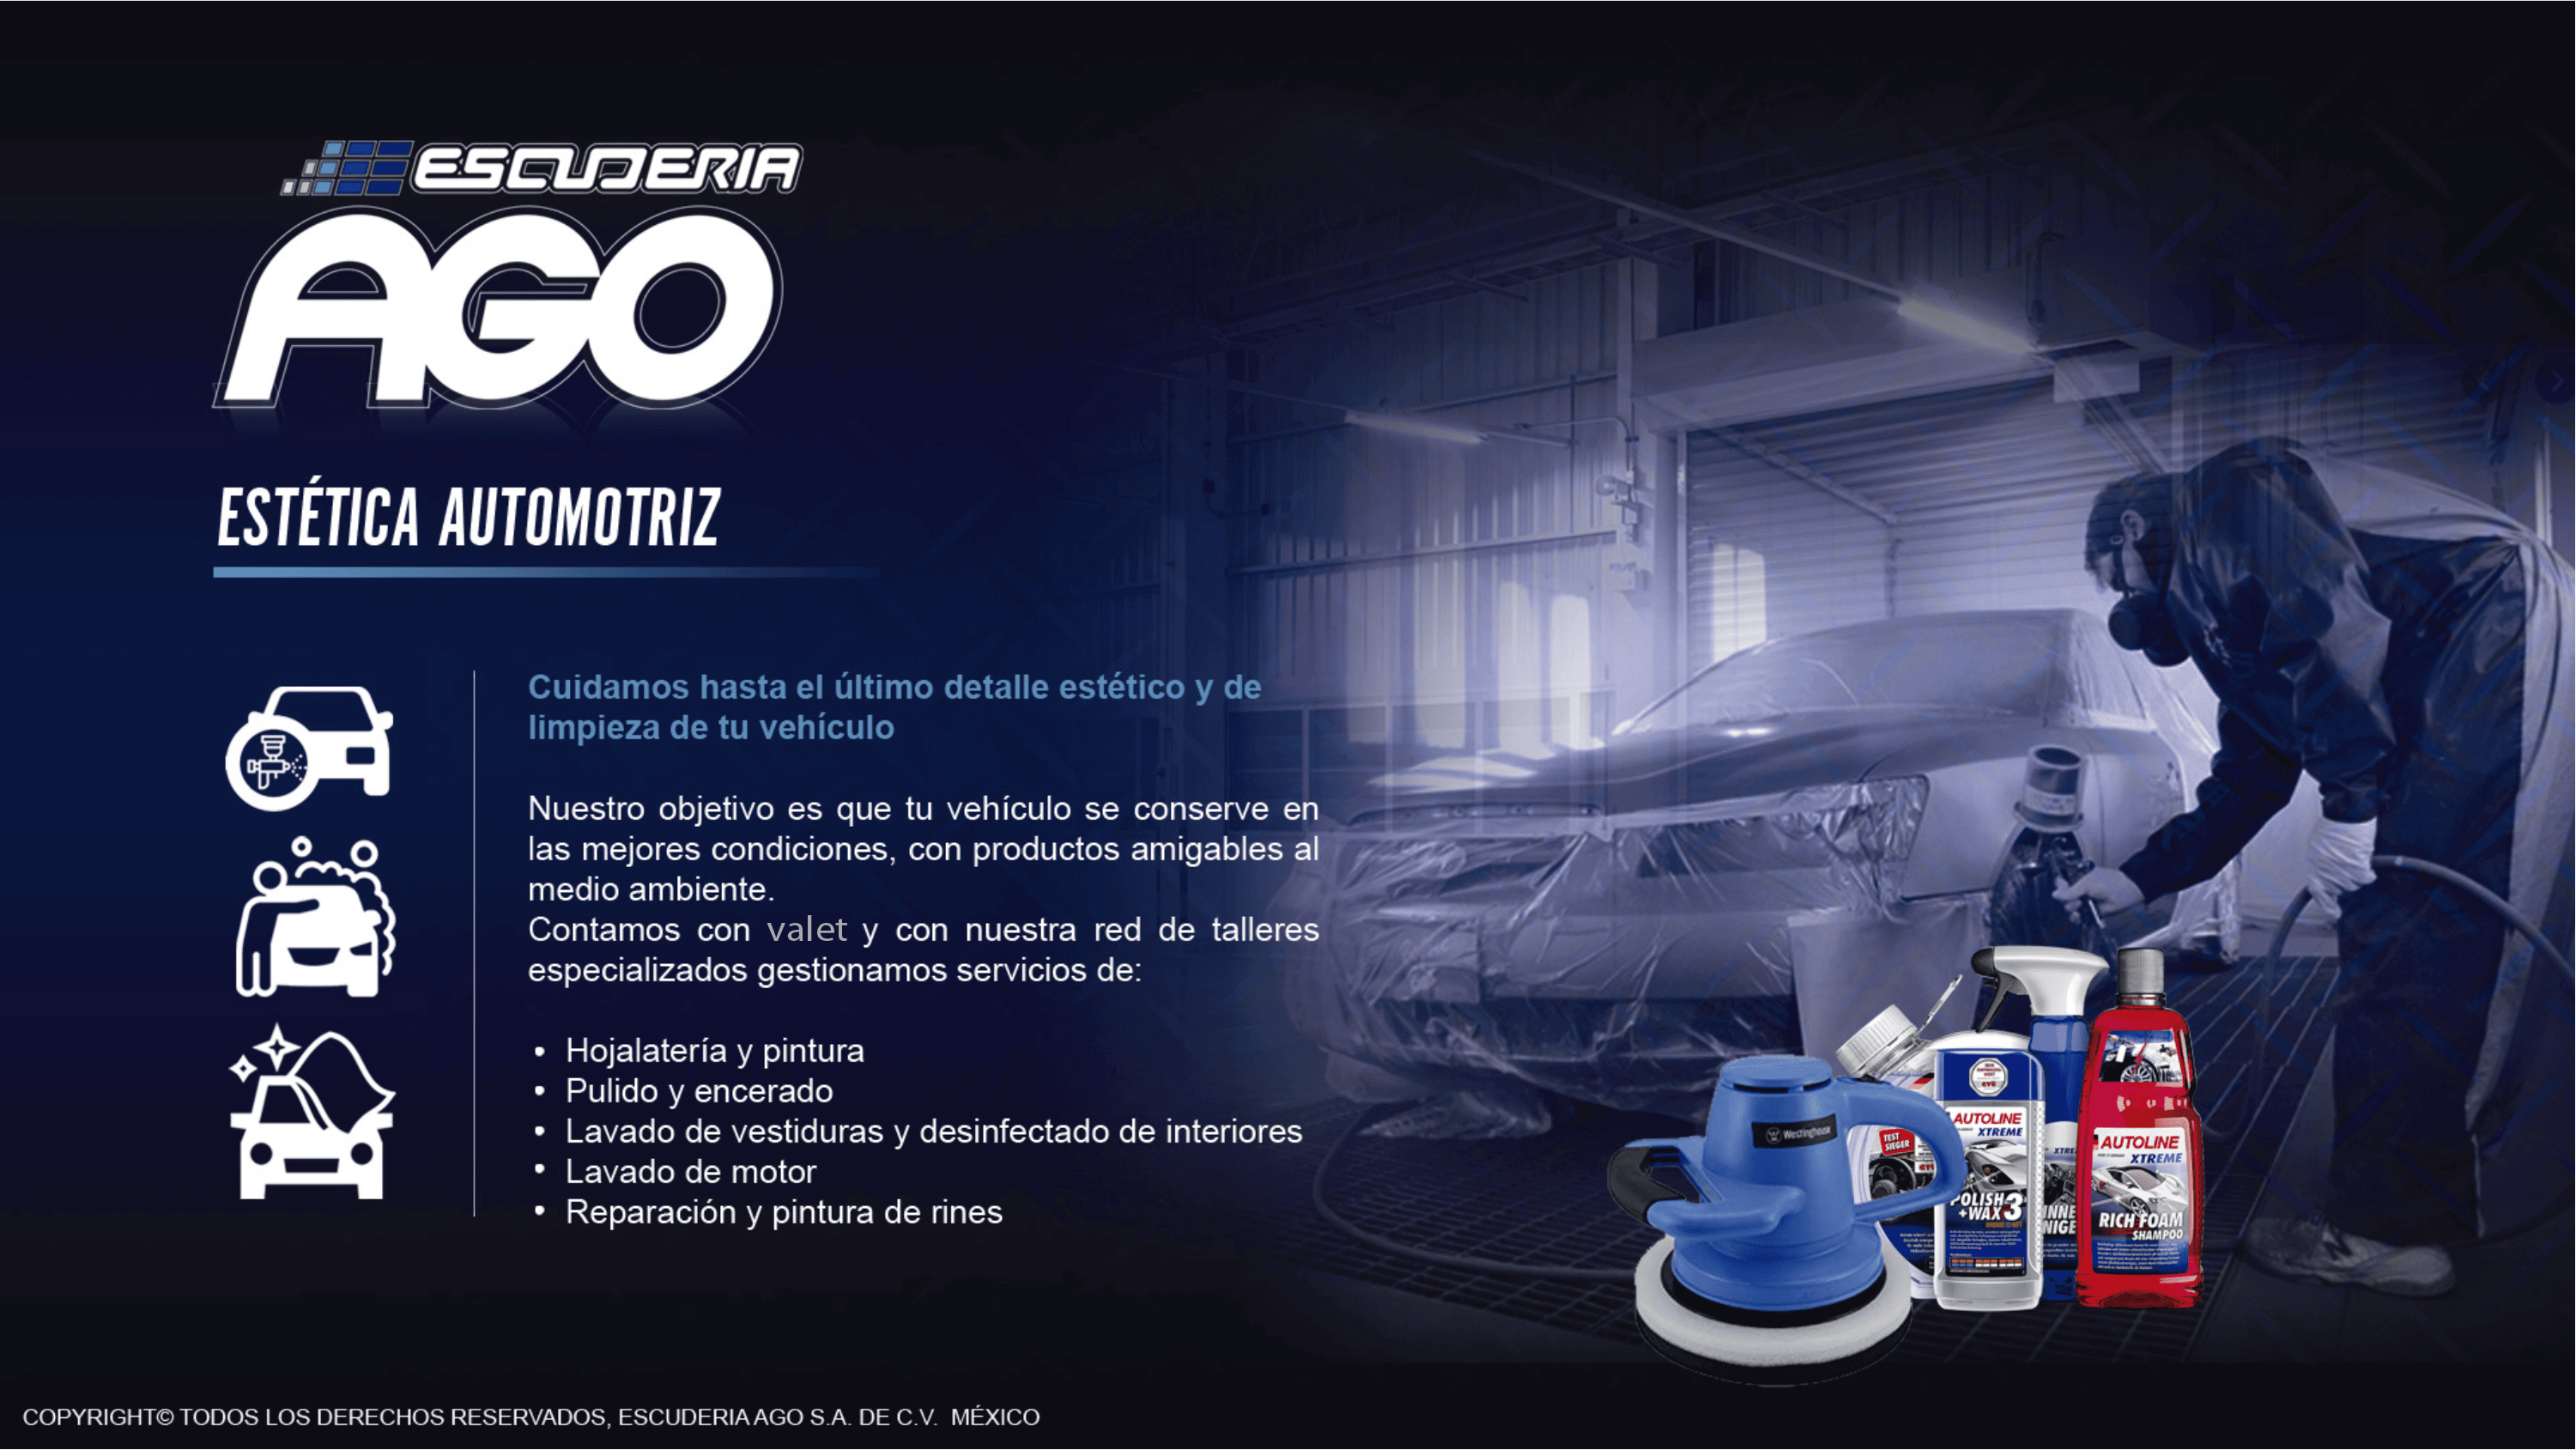 ESCUDERIA
AGO
ESTÉTICA AUTOMOTRIZ
Cuidamos hasta el último detalle estético y de
limpieza de tu vehículo
Nuestro objetivo es que tu vehículo se conserve en
las mejores condiciones, con productos amigables al
medio ambiente.
Contamos con valet y con nuestra red de talleres
especializados gestionamos servicios de:
• Hojalatería y pintura
• Pulido y encerado
• Lavado de vestiduras y desinfectado de interiores
• Lavado de motor
• Reparación y pintura de rines
Westinghouse
TEST
SIEGER
AUTOLINE
XTREME
POLISH
+WAX 3
AUTOLINE
XTREME
RICH FOAM
SHAMPOO
COPYRIGHT© TODOS LOS DERECHOS RESERVADOS, ESCUDERIA AGO S.A. DE C.V. MÉXICO